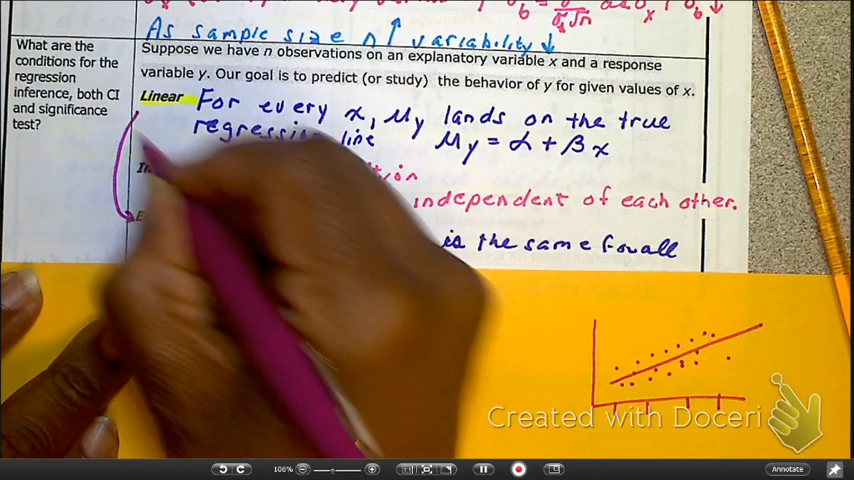 As sample size n ↑ variability ↓
What are the
conditions for the
regression
inference, both CI
and significance
test?
Suppose we have n observations on an explanatory variable x and a response
variable y. Our goal is to predict (or study) the behavior of y for given values of x.
Linear For every x, μy lands on the true
regression line μy = α + βx
independent of each other.
is the same for all
Created with Doceri
106%
Annotate